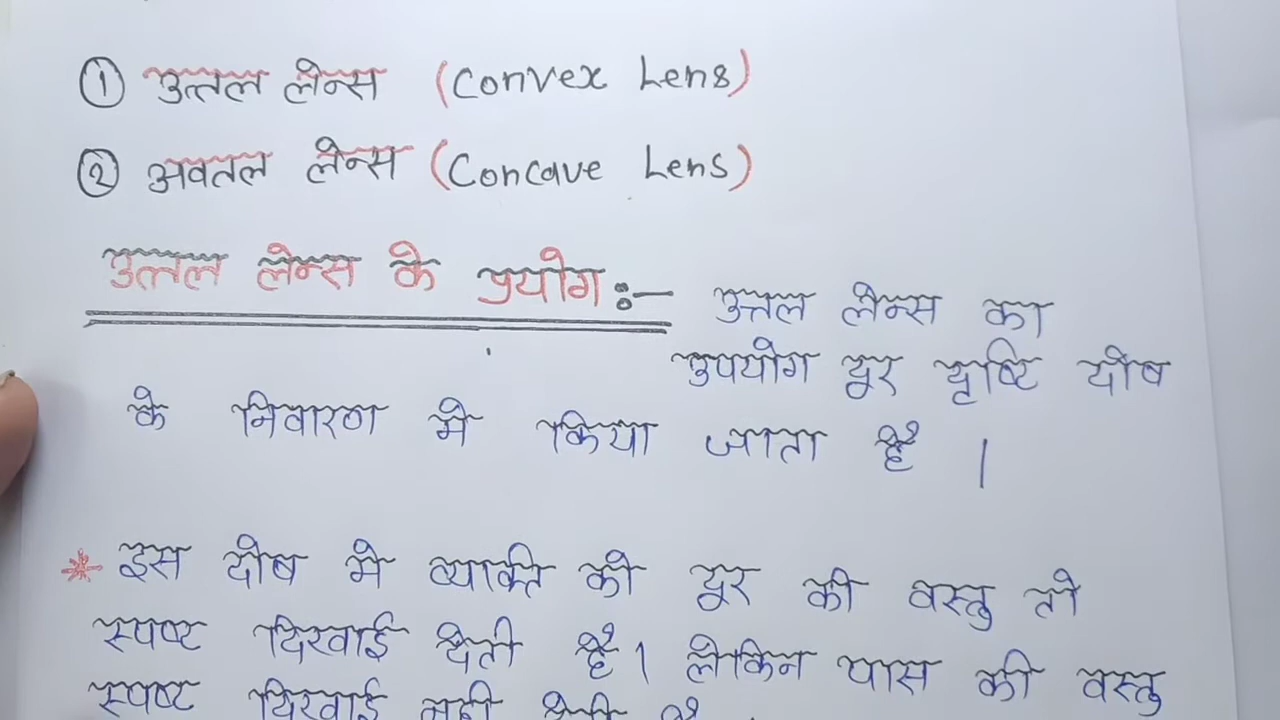 ① उत्तल लेन्स (Convex Lens)
② अवतल लेन्स (Concave Lens)
उत्तल लेन्स के प्रयोग :-
उत्तल लेन्स का
उपयोग दूर दृष्टि दोष
के निवारण मे किया जाता है |
* इस दोष मे व्यक्ति को दूर की वस्तु तो
स्पष्ट दिखाई देती है | लेकिन पास की वस्तु
स्पष्ट दिखाई नही देती है